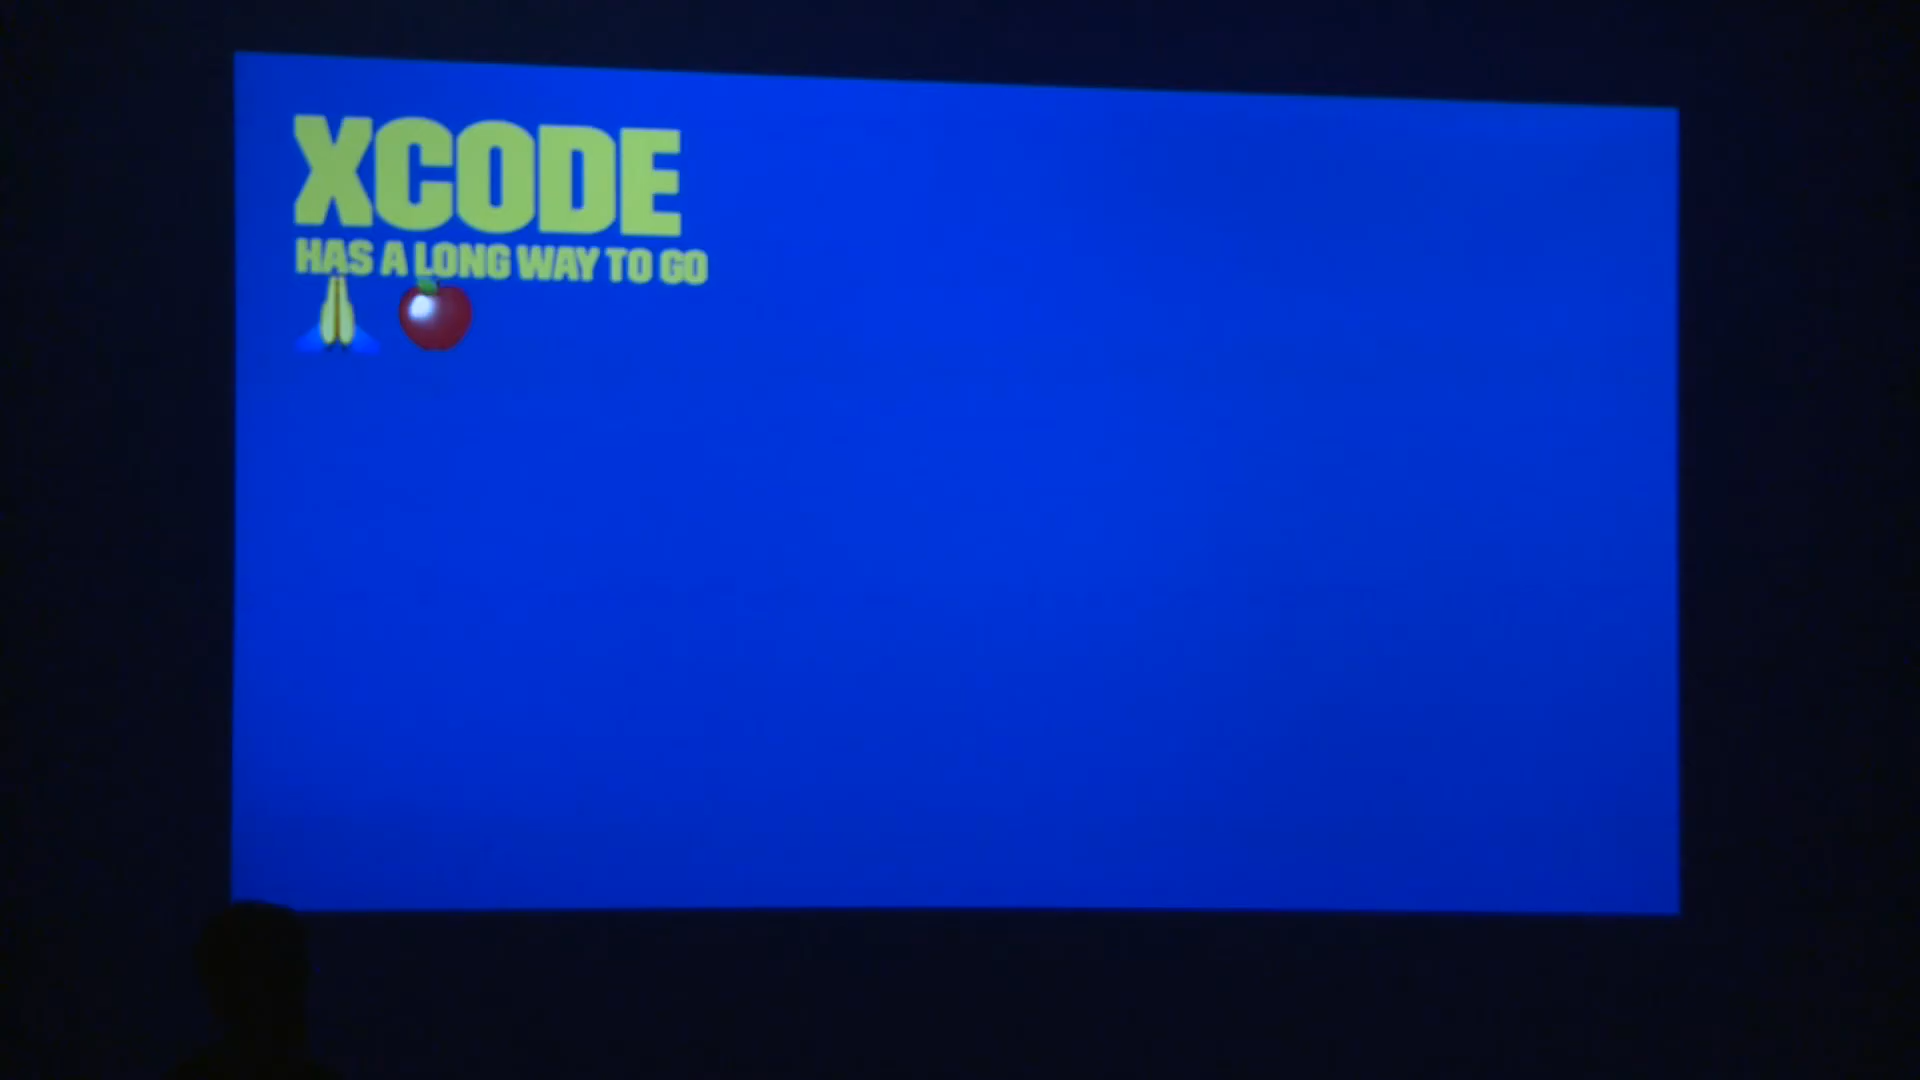 XCODE
HAS A LONG WAY TO GO
🙏 🍎